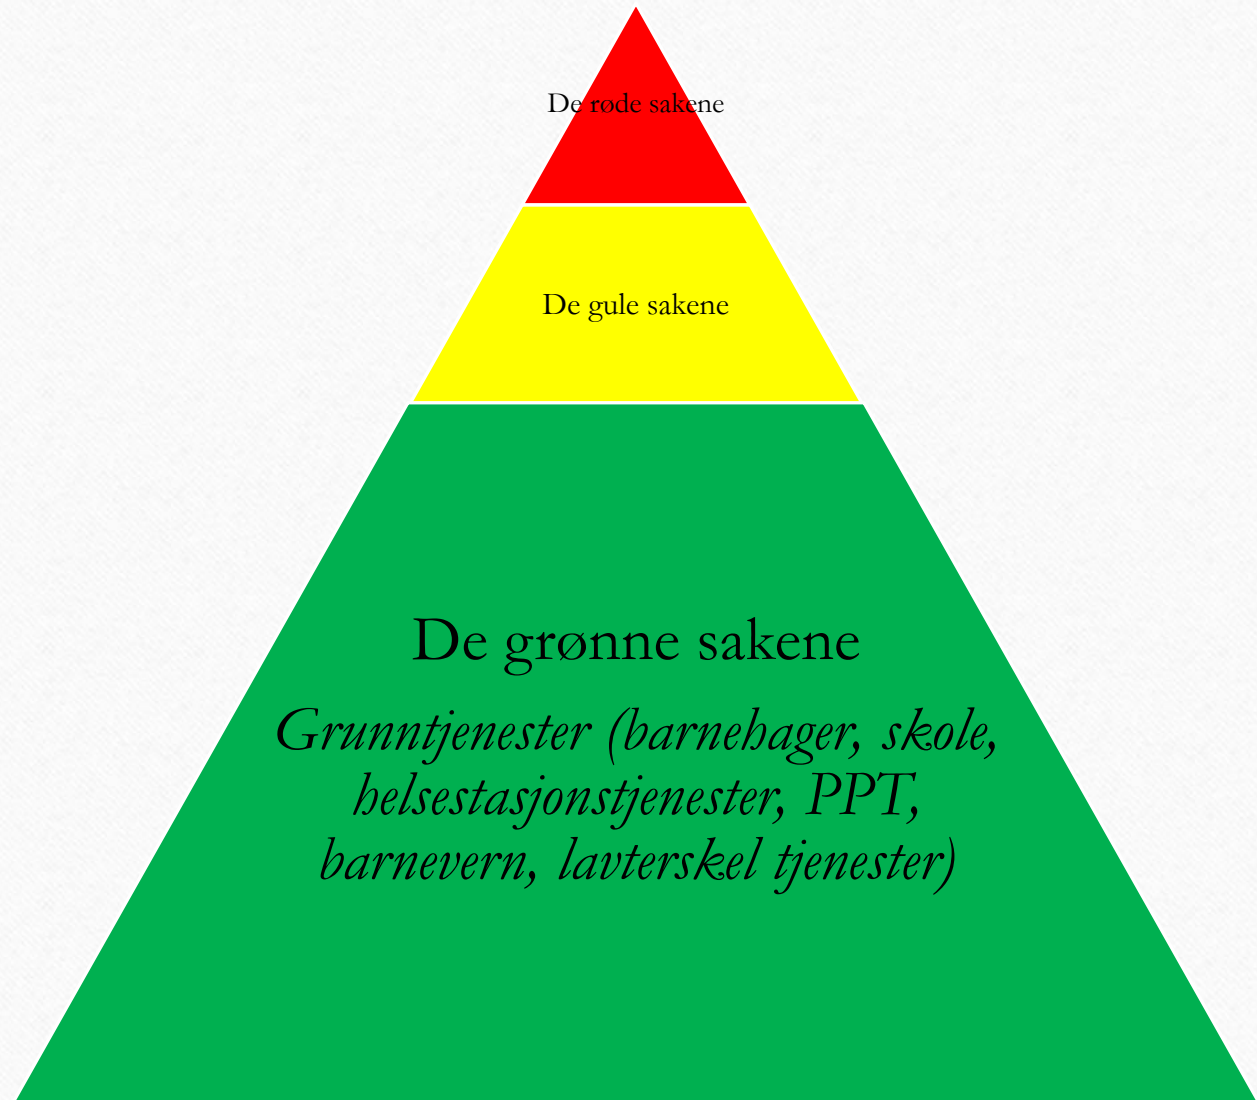 De røde sakene
De gule sakene
De grønne sakene
Grunntjenester (barnehager, skole,
helsestasjonstjenester, PPT,
barnevern, lavterskel tjenester)